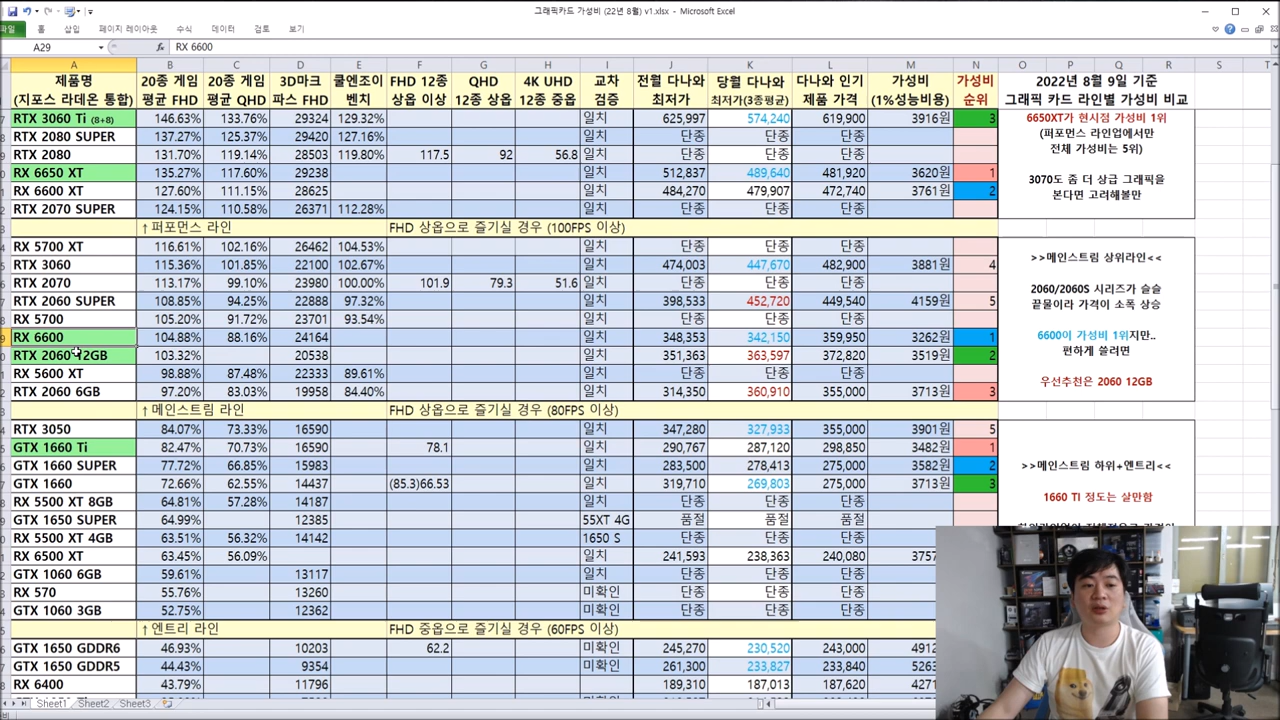 그래픽카드 가성비 (22년 8월) v1.xlsx - Microsoft Excel
파일 홈 삽입 페이지 레이아웃 수식 데이터 검토 보기
A29 fx RX 6600
A B C D E F G H I J K L M N O P Q R S T
제품명 20종 게임 20종 게임 3D마크 쿨엔조이 FHD 12종 QHD 4K UHD 교차 전월 다나와 당월 다나와 다나와 인기 가성비 가성비 2022년 8월 9일 기준
(지포스 라데온 통합) 평균 FHD 평균 QHD 파스 FHD 벤치 상옵 이상 12종 상옵 12종 중옵 검증 최저가 최저가(3종평균) 제품 가격 (1%성능비용) 순위 그래픽 카드 라인별 가성비 비교
RTX 3060 Ti (8+8) 146.63% 133.76% 29324 129.32% 일치 625,997 574,240 619,900 3916원 3 6650XT가 현시점 가성비 1위
RTX 2080 SUPER 137.27% 125.37% 29420 127.16% 일치 단종 단종 단종 (퍼포먼스 라인업에서만
RTX 2080 131.70% 119.14% 28503 119.80% 117.5 92 56.8 일치 단종 단종 단종 전체 가성비는 5위)
RX 6650 XT 135.27% 117.60% 29238 일치 512,837 489,640 481,920 3620원 1
3070도 좀 더 상급 그래픽을
RX 6600 XT 127.60% 111.15% 28625 일치 484,270 479,907 472,740 3761원 2 본다면 고려해볼만
RTX 2070 SUPER 124.15% 110.58% 26371 112.28% 일치 단종 단종 단종
↑ 퍼포먼스 라인 FHD 상옵으로 즐기실 경우 (100FPS 이상)
RX 5700 XT 116.61% 102.16% 26462 104.53% 일치 단종 단종 단종
>>메인스트림 상위라인<<
RTX 3060 115.36% 101.85% 22100 102.67% 일치 474,003 447,670 482,900 3881원 4
RTX 2070 113.17% 99.10% 23980 100.00% 101.9 79.3 51.6 일치 단종 단종 단종 2060/2060S 시리즈가 슬슬
RTX 2060 SUPER 108.85% 94.25% 22888 97.32% 일치 398,533 452,720 449,540 4159원 5 끝물이라 가격이 소폭 상승
RX 5700 105.20% 91.72% 23701 93.54% 일치 단종 단종 단종
RX 6600 104.88% 88.16% 24164 일치 348,353 342,150 359,950 3262원 1 6600이 가성비 1위지만..
RTX 2060 12GB 103.32% 20538 일치 351,363 363,597 372,820 3519원 2 편하게 쓸려면
RX 5600 XT 98.88% 87.48% 22333 89.61% 일치 단종 단종 단종
우선추천은 2060 12GB
RTX 2060 6GB 97.20% 83.03% 19958 84.40% 일치 314,350 360,910 355,000 3713원 3
↑ 메인스트림 라인 FHD 상옵으로 즐기실 경우 (80FPS 이상)
RTX 3050 84.07% 73.33% 16590 일치 347,280 327,933 355,000 3901원 5
GTX 1660 Ti 82.47% 70.73% 16590 78.1 일치 290,767 287,120 298,850 3482원 1
GTX 1660 SUPER 77.72% 66.85% 15983 일치 283,500 278,413 275,000 3582원 2 >>메인스트림 하위+엔트리<<
GTX 1660 72.66% 62.55% 14437 (85.3)66.53 일치 319,710 269,803 275,000 3713원 3
1660 TI 정도는 살만함
RX 5500 XT 8GB 64.81% 57.28% 14187 일치 단종 단종 단종
GTX 1650 SUPER 64.99% 12385 55XT 4G 품절 품절 품절
RX 5500 XT 4GB 63.51% 56.32% 14142 1650 S 단종 단종 단종
RX 6500 XT 63.45% 56.09% 일치 241,593 238,363 240,080 3757
GTX 1060 6GB 59.61% 13117 일치 단종 단종 단종
RX 570 55.76% 13260 미확인 단종 단종 단종
GTX 1060 3GB 52.75% 12362 미확인 단종 단종 단종
↑ 엔트리 라인 FHD 중옵으로 즐기실 경우 (60FPS 이상)
GTX 1650 GDDR6 46.93% 10203 62.2 미확인 245,270 230,520 243,000 4912
GTX 1650 GDDR5 44.43% 9354 미확인 261,300 233,827 233,840 5263
RX 6400 43.79% 11796 미확인 189,310 187,013 187,620 4271
Sheet1 Sheet2 Sheet3